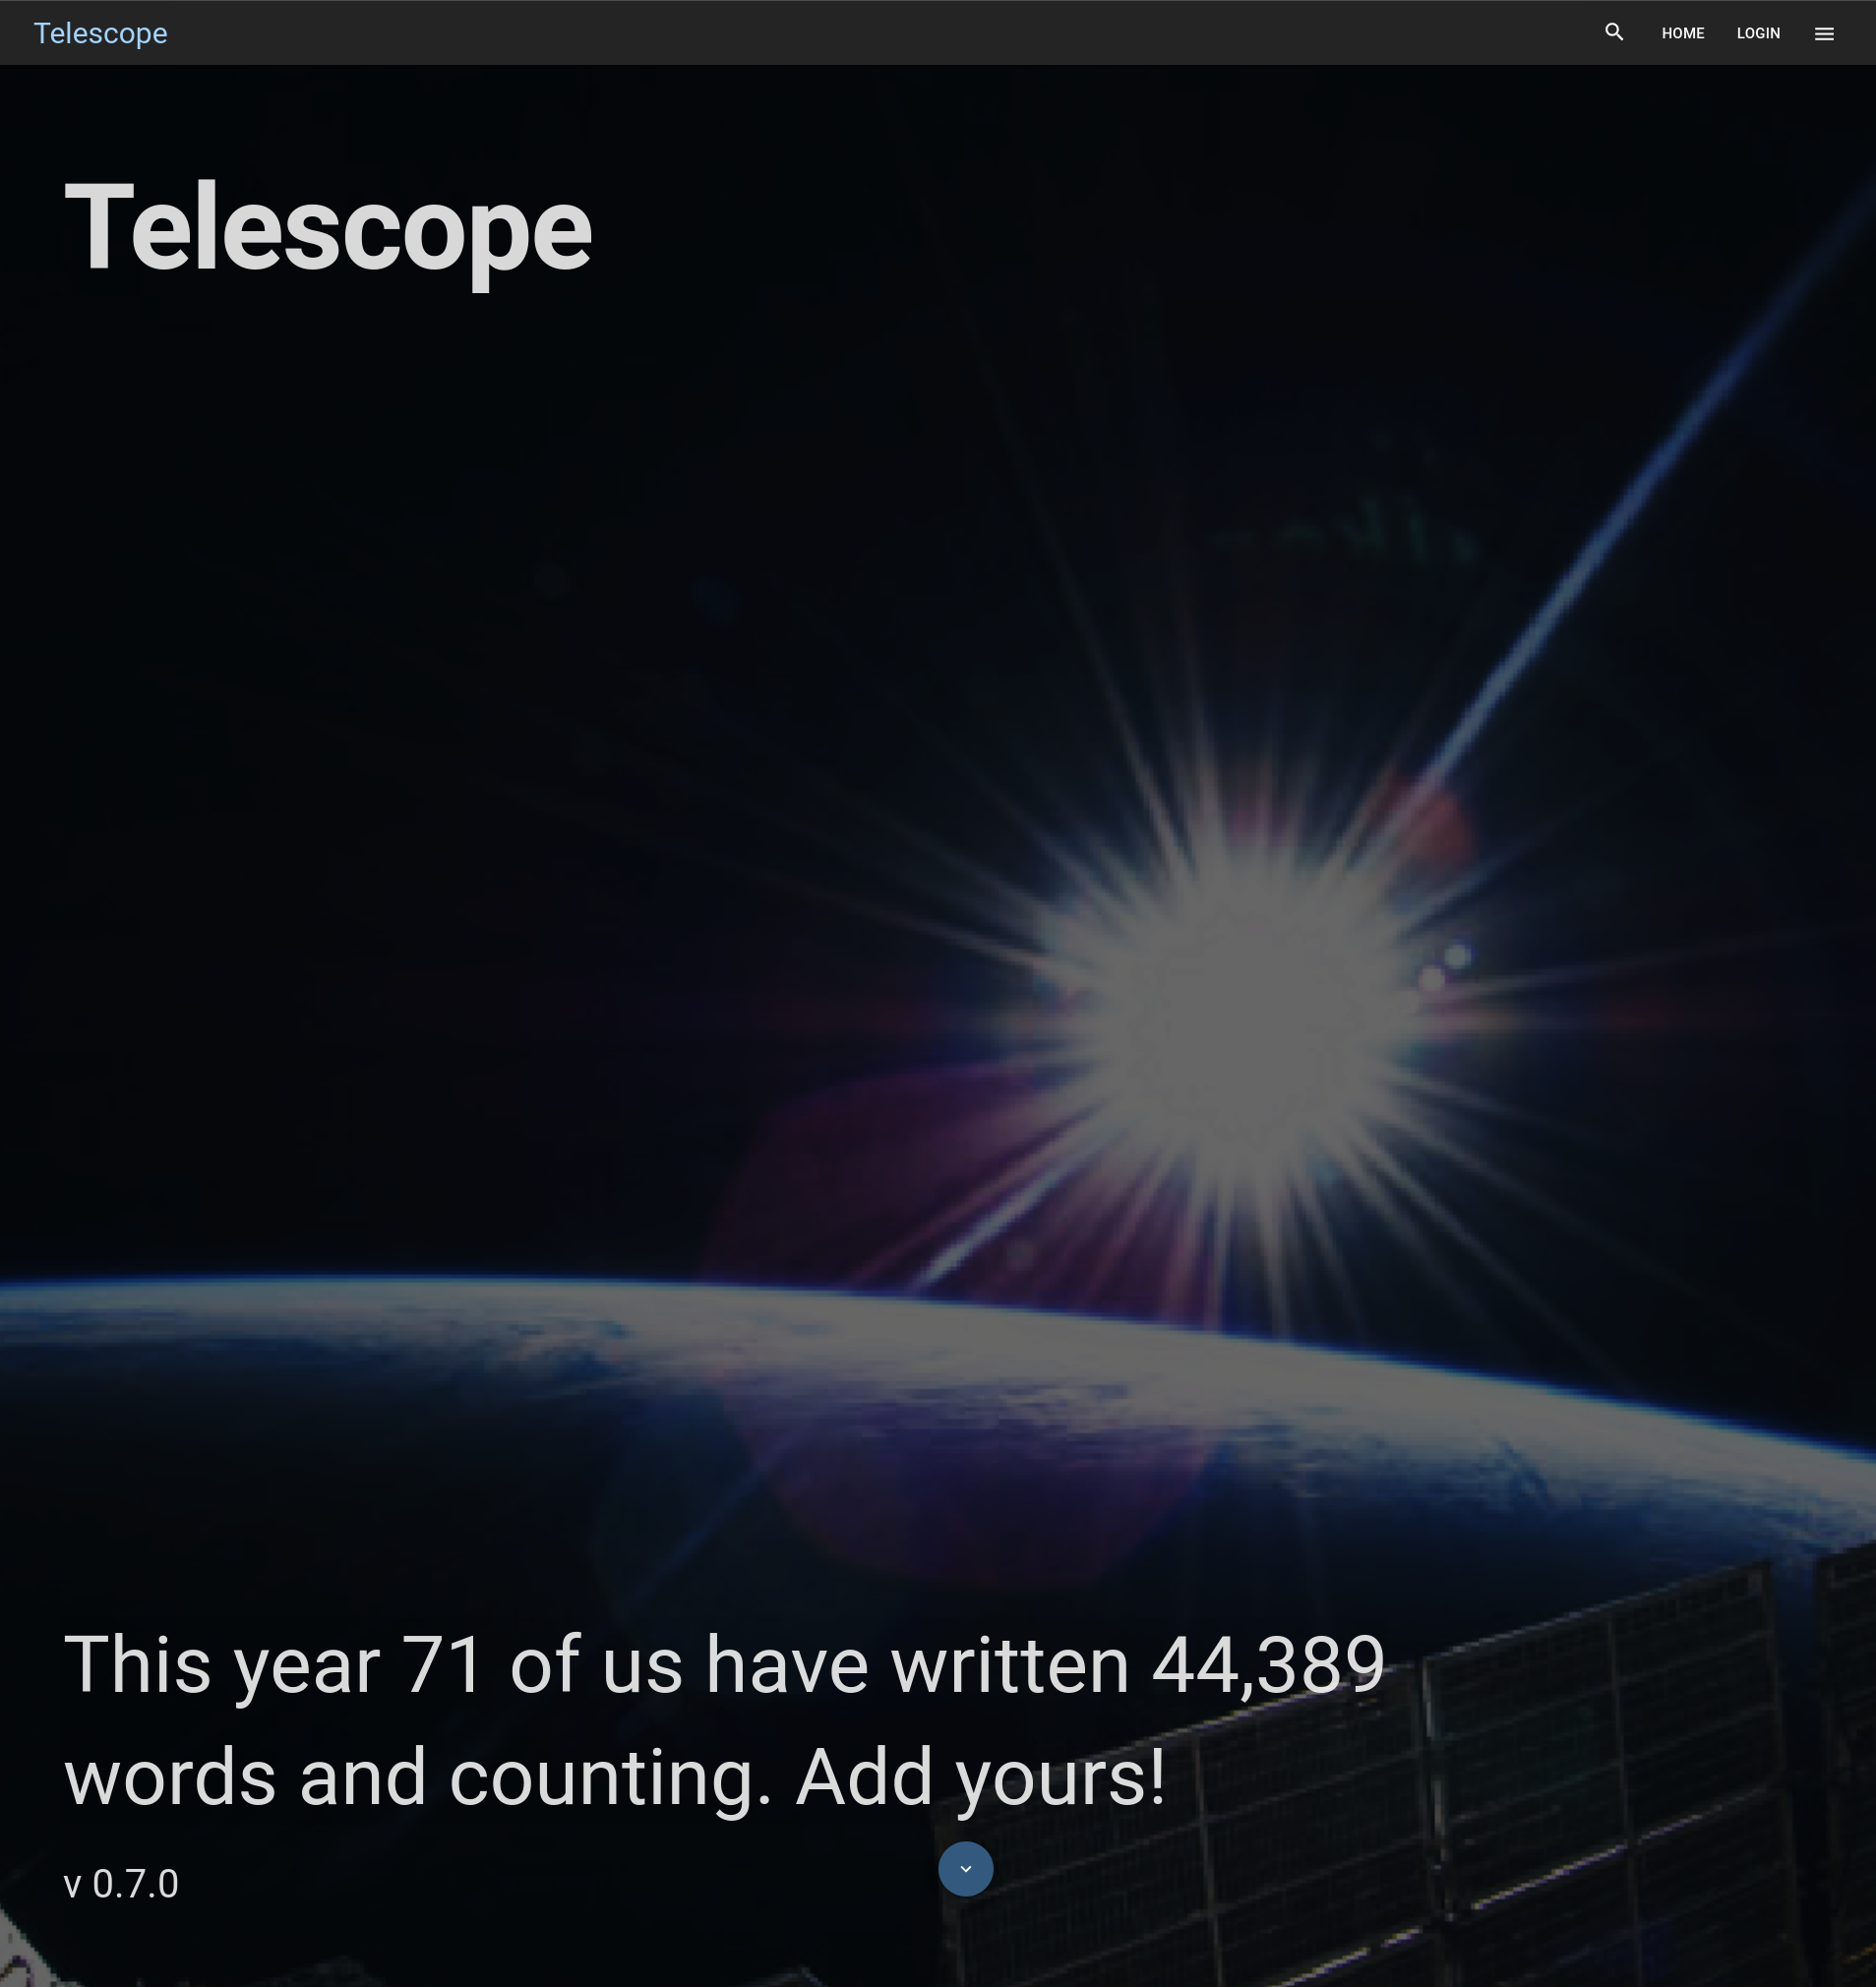 Telescope
HOME LOGIN
Telescope
This year 71 of us have written 44,389
words and counting. Add yours!
v 0.7.0